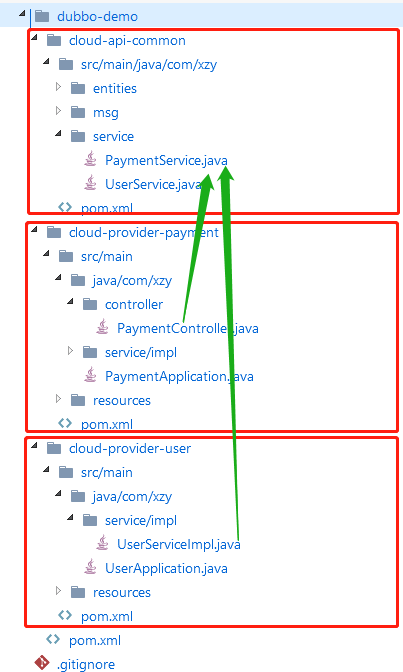 dubbo-demo
cloud-api-common
src/main/java/com/xzy
entities
msg
service
PaymentService.java
UserService.java
pom.xml
cloud-provider-payment
src/main
java/com/xzy
controller
PaymentController.java
service/impl
PaymentApplication.java
resources
pom.xml
cloud-provider-user
src/main
java/com/xzy
service/impl
UserServiceImpl.java
UserApplication.java
resources
pom.xml
pom.xml
.gitignore